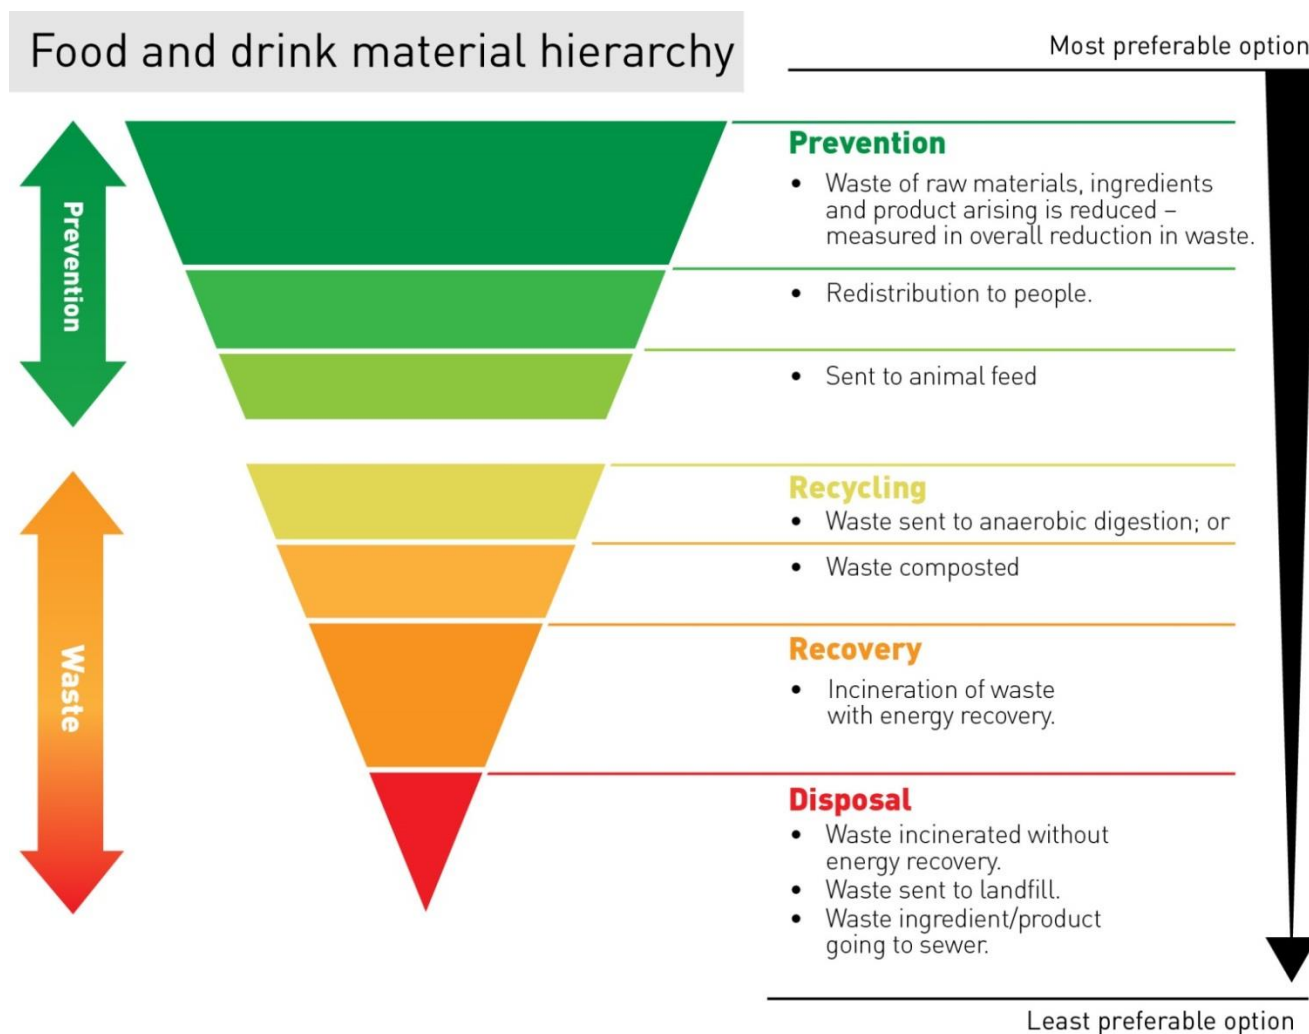 Food and drink material hierarchy
Most preferable option
Prevention
Prevention
• Waste of raw materials, ingredients
and product arising is reduced –
measured in overall reduction in waste.
• Redistribution to people.
• Sent to animal feed
Waste
Recycling
• Waste sent to anaerobic digestion; or
• Waste composted
Recovery
• Incineration of waste
with energy recovery.
Disposal
• Waste incinerated without
energy recovery.
• Waste sent to landfill.
• Waste ingredient/product
going to sewer.
Least preferable option